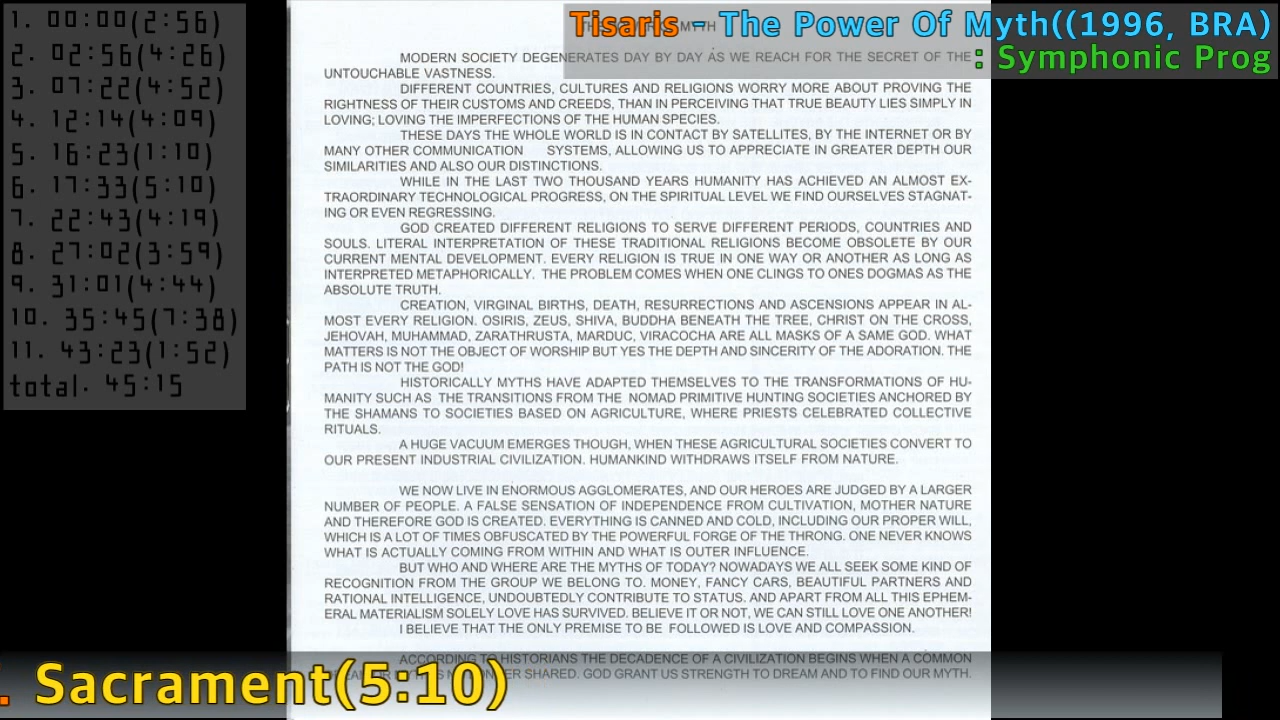 1. 00:00(2:56)
2. 02:56(4:26)
3. 07:22(4:52)
4. 12:14(4:09)
5. 16:23(1:10)
6. 17:33(5:10)
7. 22:43(4:19)
8. 27:02(3:59)
9. 31:01(4:44)
10. 35:45(7:38)
11. 43:23(1:52)
total. 45:15
Tisaris - The Power Of Myth((1996, BRA)
: Symphonic Prog
MYTH
MODERN SOCIETY DEGENERATES DAY BY DAY AS WE REACH FOR THE SECRET OF THE
UNTOUCHABLE VASTNESS.
DIFFERENT COUNTRIES, CULTURES AND RELIGIONS WORRY MORE ABOUT PROVING THE
RIGHTNESS OF THEIR CUSTOMS AND CREEDS, THAN IN PERCEIVING THAT TRUE BEAUTY LIES SIMPLY IN
LOVING; LOVING THE IMPERFECTIONS OF THE HUMAN SPECIES.
THESE DAYS THE WHOLE WORLD IS IN CONTACT BY SATELLITES, BY THE INTERNET OR BY
MANY OTHER COMMUNICATION SYSTEMS, ALLOWING US TO APPRECIATE IN GREATER DEPTH OUR
SIMILARITIES AND ALSO OUR DISTINCTIONS.
WHILE IN THE LAST TWO THOUSAND YEARS HUMANITY HAS ACHIEVED AN ALMOST EX-
TRAORDINARY TECHNOLOGICAL PROGRESS, ON THE SPIRITUAL LEVEL WE FIND OURSELVES STAGNAT-
ING OR EVEN REGRESSING.
GOD CREATED DIFFERENT RELIGIONS TO SERVE DIFFERENT PERIODS, COUNTRIES AND
SOULS. LITERAL INTERPRETATION OF THESE TRADITIONAL RELIGIONS BECOME OBSOLETE BY OUR
CURRENT MENTAL DEVELOPMENT. EVERY RELIGION IS TRUE IN ONE WAY OR ANOTHER AS LONG AS
INTERPRETED METAPHORICALLY. THE PROBLEM COMES WHEN ONE CLINGS TO ONES DOGMAS AS THE
ABSOLUTE TRUTH.
CREATION, VIRGINAL BIRTHS, DEATH, RESURRECTIONS AND ASCENSIONS APPEAR IN AL-
MOST EVERY RELIGION. OSIRIS, ZEUS, SHIVA, BUDDHA BENEATH THE TREE, CHRIST ON THE CROSS,
JEHOVAH, MUHAMMAD, ZARATHRUSTA, MARDUC, VIRACOCHA ARE ALL MASKS OF A SAME GOD. WHAT
MATTERS IS NOT THE OBJECT OF WORSHIP BUT YES THE DEPTH AND SINCERITY OF THE ADORATION. THE
PATH IS NOT THE GOD!
HISTORICALLY MYTHS HAVE ADAPTED THEMSELVES TO THE TRANSFORMATIONS OF HU-
MANITY SUCH AS THE TRANSITIONS FROM THE NOMAD PRIMITIVE HUNTING SOCIETIES ANCHORED BY
THE SHAMANS TO SOCIETIES BASED ON AGRICULTURE, WHERE PRIESTS CELEBRATED COLLECTIVE
RITUALS.
A HUGE VACUUM EMERGES THOUGH, WHEN THESE AGRICULTURAL SOCIETIES CONVERT TO
OUR PRESENT INDUSTRIAL CIVILIZATION. HUMANKIND WITHDRAWS ITSELF FROM NATURE.
WE NOW LIVE IN ENORMOUS AGGLOMERATES, AND OUR HEROES ARE JUDGED BY A LARGER
NUMBER OF PEOPLE. A FALSE SENSATION OF INDEPENDENCE FROM CULTIVATION, MOTHER NATURE
AND THEREFORE GOD IS CREATED. EVERYTHING IS CANNED AND COLD, INCLUDING OUR PROPER WILL,
WHICH IS A LOT OF TIMES OBFUSCATED BY THE POWERFUL FORGE OF THE THRONG. ONE NEVER KNOWS
WHAT IS ACTUALLY COMING FROM WITHIN AND WHAT IS OUTER INFLUENCE.
BUT WHO AND WHERE ARE THE MYTHS OF TODAY? NOWADAYS WE ALL SEEK SOME KIND OF
RECOGNITION FROM THE GROUP WE BELONG TO. MONEY, FANCY CARS, BEAUTIFUL PARTNERS AND
RATIONAL INTELLIGENCE, UNDOUBTEDLY CONTRIBUTE TO STATUS. AND APART FROM ALL THIS EPHEM-
ERAL MATERIALISM SOLELY LOVE HAS SURVIVED. BELIEVE IT OR NOT, WE CAN STILL LOVE ONE ANOTHER!
I BELIEVE THAT THE ONLY PREMISE TO BE FOLLOWED IS LOVE AND COMPASSION.
ACCORDING TO HISTORIANS THE DECADENCE OF A CIVILIZATION BEGINS WHEN A COMMON
SHARED. GOD GRANT US STRENGTH TO DREAM AND TO FIND OUR MYTH.
. Sacrament(5:10)